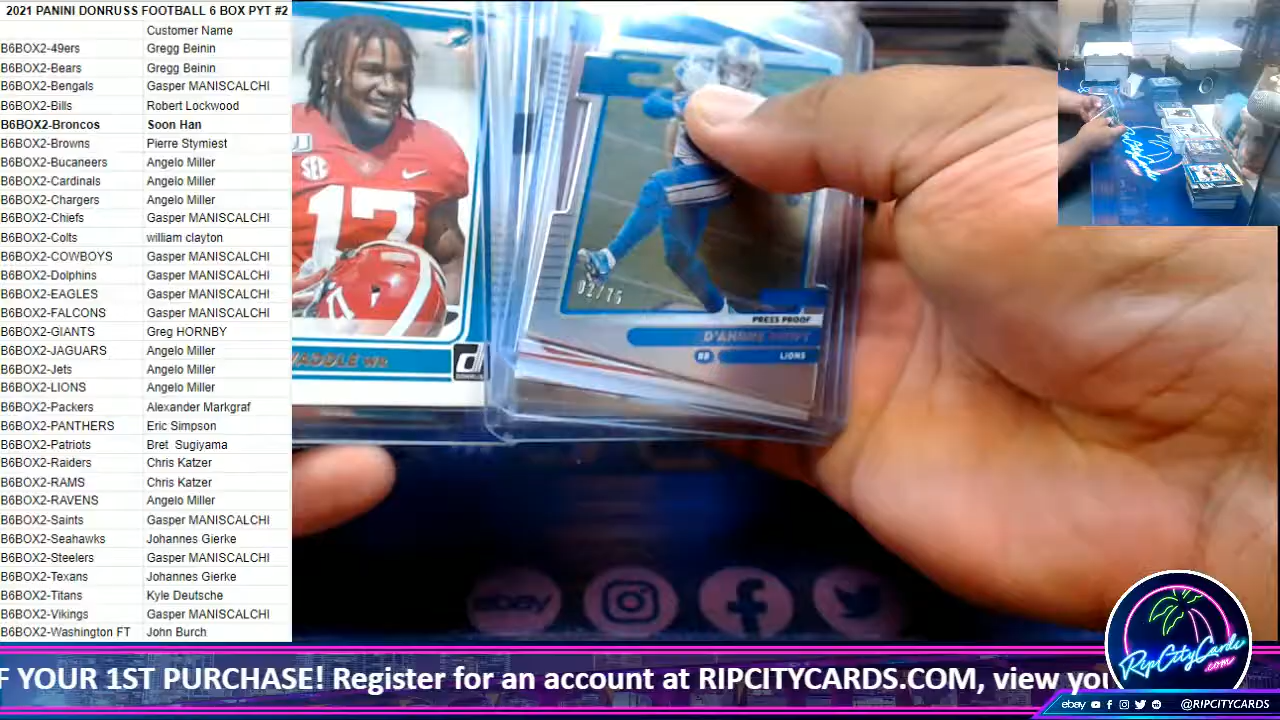 2021 PANINI DONRUSS FOOTBALL 6 BOX PYT #2
Customer Name
B6BOX2-49ers Gregg Beinin
B6BOX2-Bears Gregg Beinin
B6BOX2-Bengals Gasper MANISCALCHI
B6BOX2-Bills Robert Lockwood
B6BOX2-Broncos Soon Han
B6BOX2-Browns Pierre Stymiest
B6BOX2-Bucaneers Angelo Miller
B6BOX2-Cardinals Angelo Miller
B6BOX2-Chargers Angelo Miller
B6BOX2-Chiefs Gasper MANISCALCHI
B6BOX2-Colts william clayton
B6BOX2-COWBOYS Gasper MANISCALCHI
B6BOX2-Dolphins Gasper MANISCALCHI
B6BOX2-EAGLES Gasper MANISCALCHI
B6BOX2-FALCONS Gasper MANISCALCHI
B6BOX2-Giants Greg HORNBY
B6BOX2-JAGUARS Angelo Miller
B6BOX2-Jets Angelo Miller
B6BOX2-LIONS Angelo Miller
B6BOX2-Packers Alexander Markgraf
B6BOX2-PANTHERS Eric Simpson
B6BOX2-Patriots Bret Sugiyama
B6BOX2-Raiders Chris Katzer
B6BOX2-RAMS Chris Katzer
B6BOX2-RAVENS Angelo Miller
B6BOX2-Saints Gasper MANISCALCHI
B6BOX2-Seahawks Johannes Gierke
B6BOX2-Steelers Gasper MANISCALCHI
B6BOX2-Texans Johannes Gierke
B6BOX2-Titans Kyle Deutsche
B6BOX2-Vikings Gasper MANISCALCHI
B6BOX2-Washington FT John Burch
SEC
17
WADDLE WR
02/75
PRESS PROOF
D'ANDRE SWIFT
RB LIONS
ebay
F YOUR 1ST PURCHASE! Register for an account at RIPCITYCARDS.COM, view you
RipCityCards
.com
ebay @RIPCITYCARDS